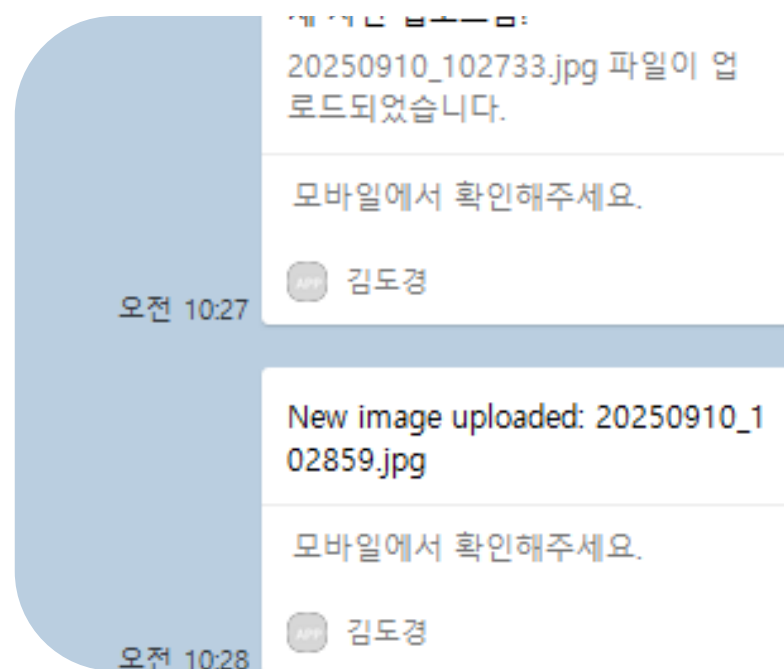 20250910_102733.jpg 파일이 업
로드되었습니다.
모바일에서 확인해주세요.
APP 김도경
오전 10:27
New image uploaded: 20250910_1
02859.jpg
모바일에서 확인해주세요.
APP 김도경
오전 10:28